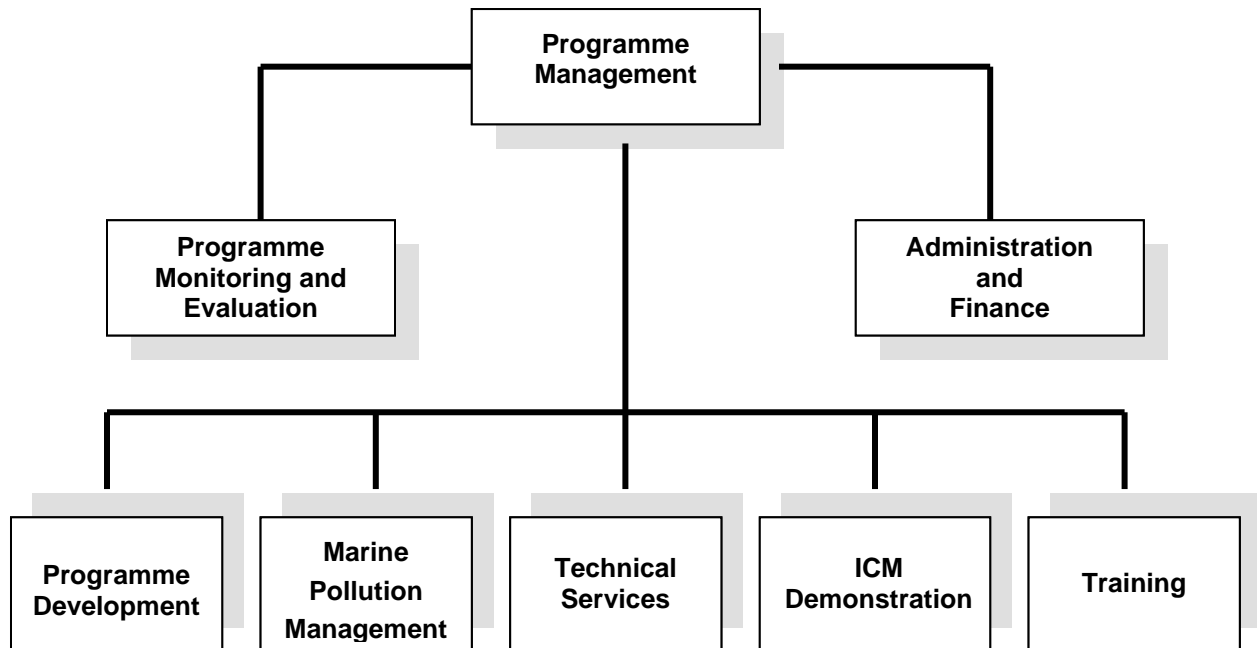 Programme
Management
Programme
Monitoring and
Evaluation
Administration
and
Finance
Programme
Development
Marine
Pollution
Management
Technical
Services
ICM
Demonstration
Training